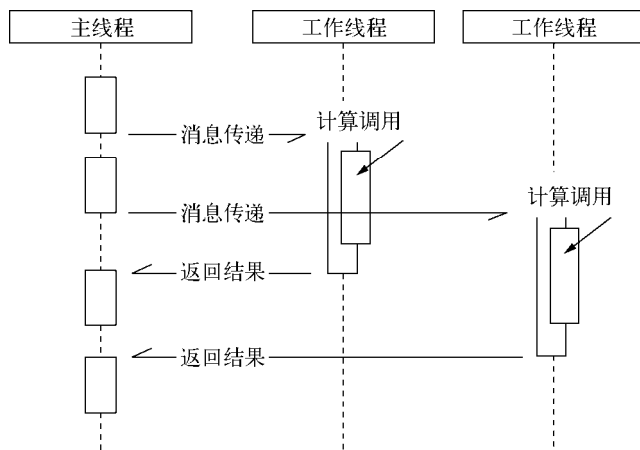 主线程
工作线程
工作线程
计算调用
消息传递
计算调用
消息传递
返回结果
返回结果